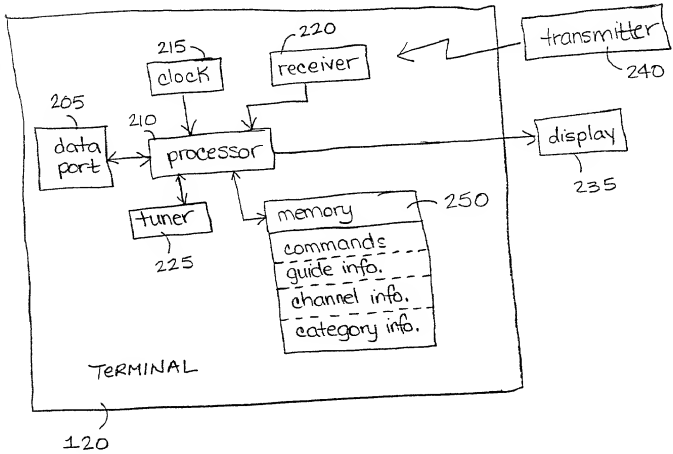 220
215
transmitter
clock
receiver
240
205
210
data
port
processor
display
235
tuner
memory
250
225
commands
guide info.
channel info.
category info.
TERMINAL
120